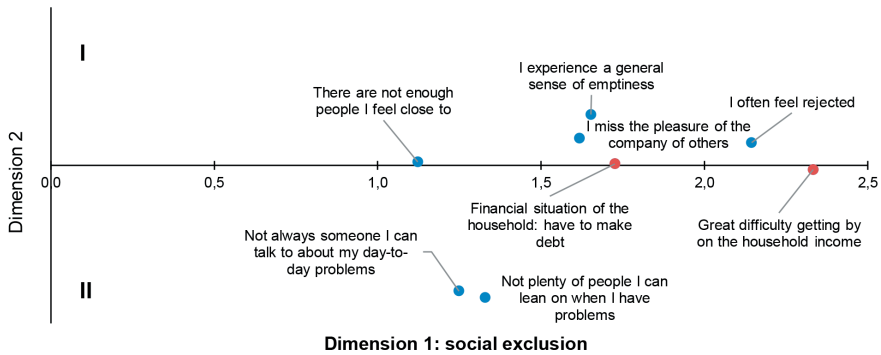 I
I experience a general
sense of emptiness
There are not enough
people I feel close to
I often feel rejected
I miss the pleasure of the
company of others
Dimension 2
0,0
0,5
1,0
1,5
2,0
2,5
Financial situation of the
household: have to make
debt
Great difficulty getting by
on the household income
Not always someone I can
talk to about my day-to-
day problems
Not plenty of people I can
lean on when I have
problems
II
Dimension 1: social exclusion